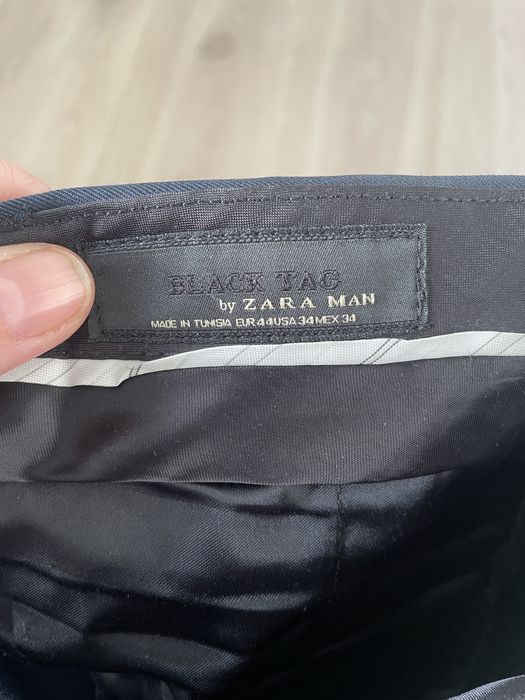 BLACK TAG
by ZARA MAN
MADE IN TUNISIA EUR 44 USA 34 MEX 34